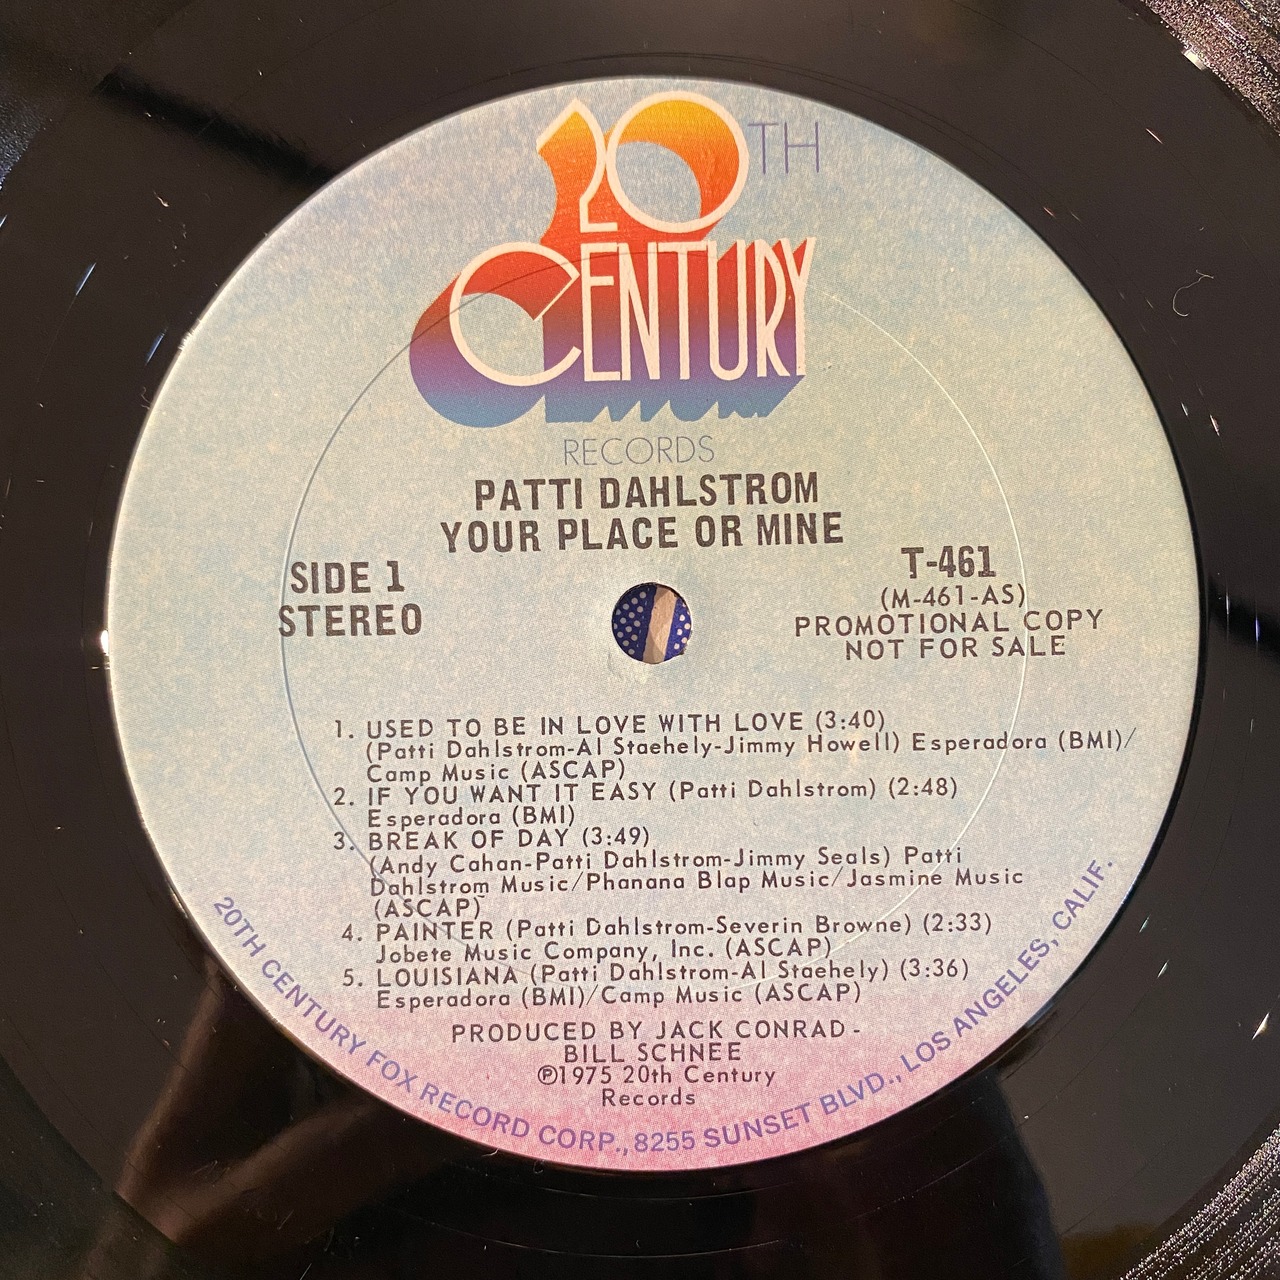 20TH
CENTURY
RECORDS
PATTI DAHLSTROM
YOUR PLACE OR MINE
SIDE 1
STEREO
T-461
(M-461-AS)
PROMOTIONAL COPY
NOT FOR SALE
1. USED TO BE IN LOVE WITH LOVE (3:40)
(Patti Dahlstrom-Al Staehely-Jimmy Howell) Esperadora (BMI)/
Camp Music (ASCAP)
2. IF YOU WANT IT EASY (Patti Dahlstrom) (2:48)
Esperadora (BMI)
3. BREAK OF DAY (3:49)
(Andy Cahan-Patti Dahlstrom-Jimmy Seals) Patti
Dahlstrom Music/Phanana Blap Music/Jasmine Music
(ASCAP)
4. PAINTER (Patti Dahlstrom-Severin Browne) (2:33)
Jobete Music Company, Inc. (ASCAP)
5. LOUISIANA (Patti Dahlstrom-Al Staehely) (3:36)
Esperadora (BMI)/Camp Music (ASCAP)
PRODUCED BY JACK CONRAD-
BILL SCHNEE
℗1975 20th Century
Records
20TH CENTURY FOX RECORD CORP., 8255 SUNSET BLVD., LOS ANGELES, CALIF.